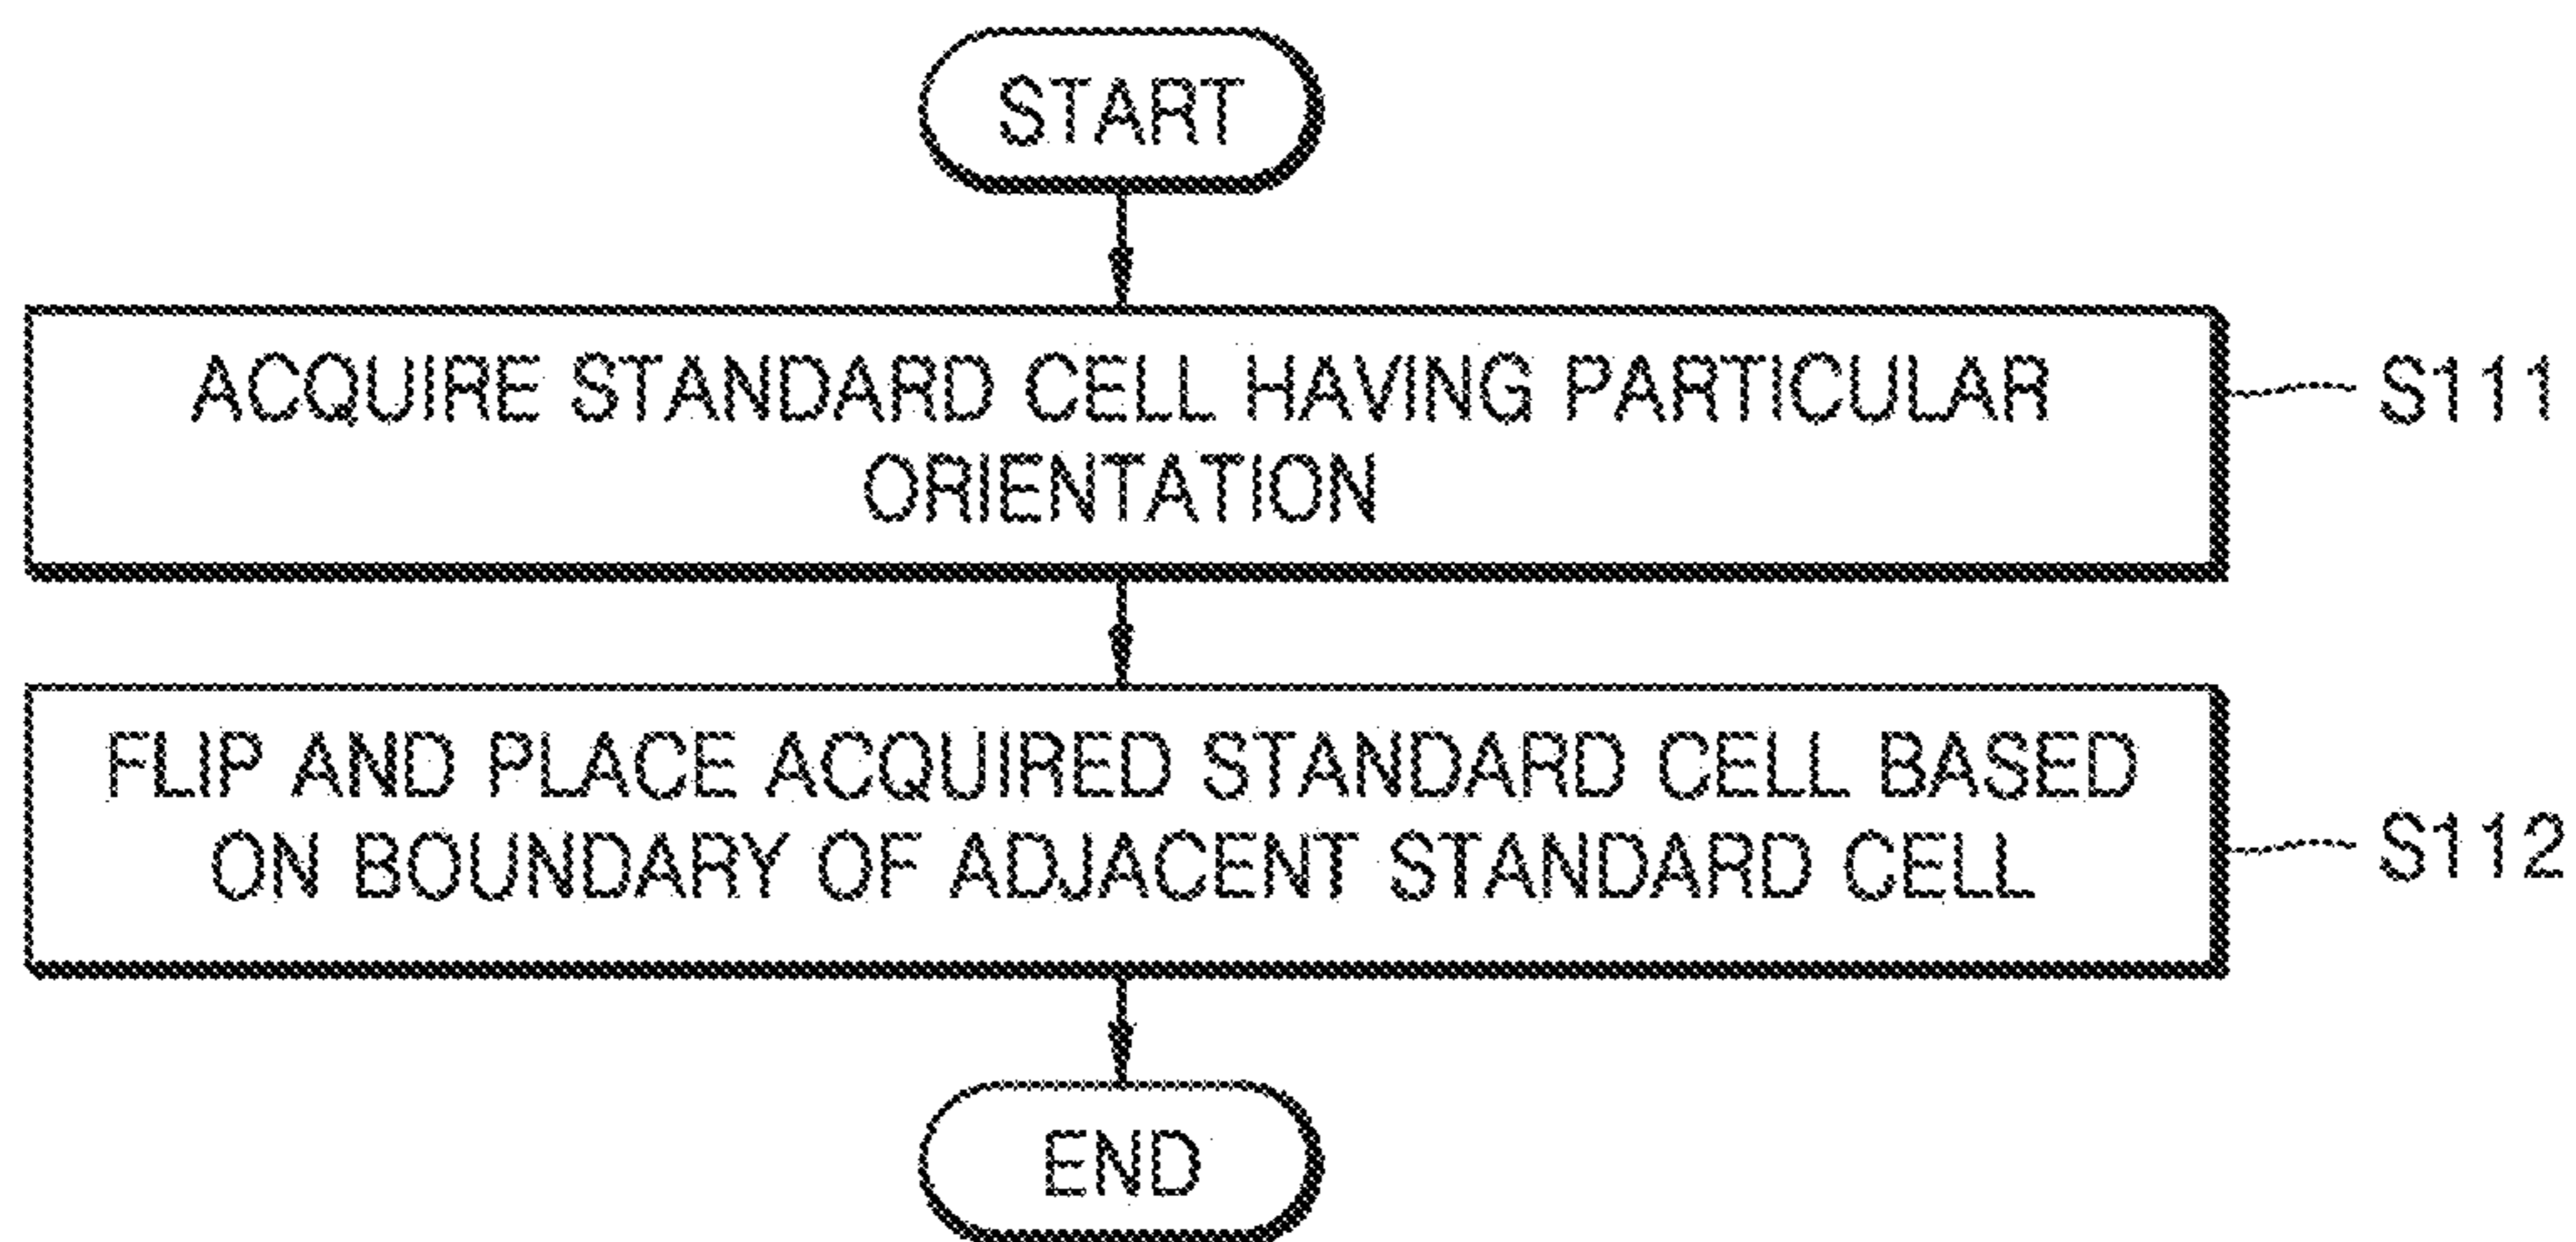 START
ACQUIRE STANDARD CELL HAVING PARTICULAR
ORIENTATION
S111
FLIP AND PLACE ACQUIRED STANDARD CELL BASED
ON BOUNDARY OF ADJACENT STANDARD CELL
S112
END